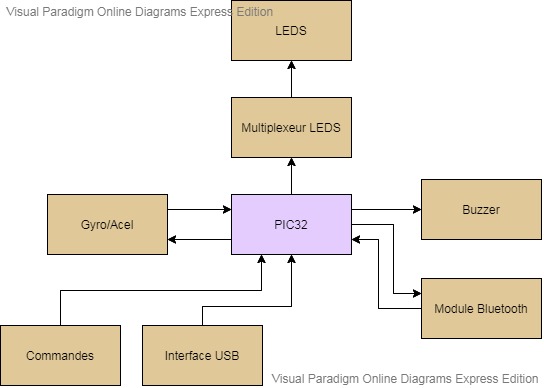 Visual Paradigm Online Diagrams Express Edition
LEDS
Multiplexeur LEDS
Gyro/Acel
PIC32
Buzzer
Module Bluetooth
Commandes
Interface USB
Visual Paradigm Online Diagrams Express Edition